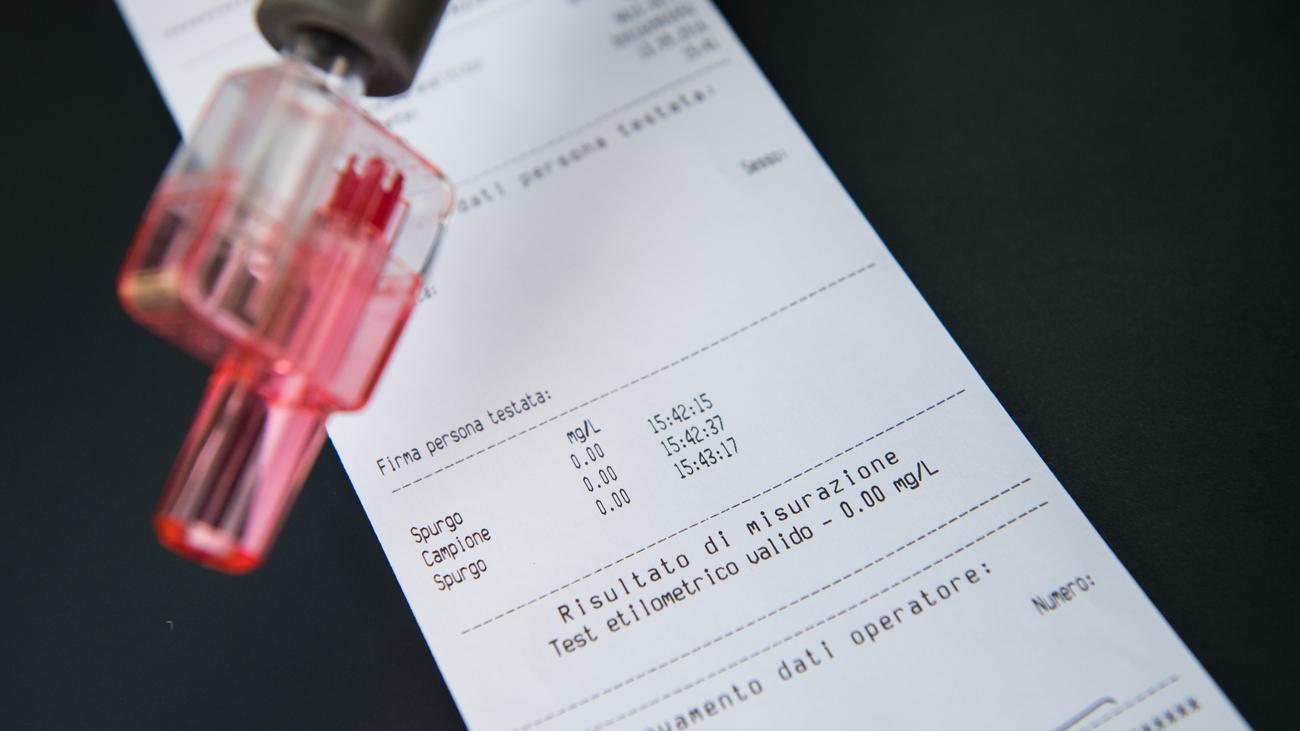 dati persona testata:
Sesso:
Firma persona testata:
mg/L
Spurgo 0.00 15:42:15
Campione 0.00 15:42:37
Spurgo 0.00 15:43:17
Risultato di misurazione
Test etilometrico valido - 0.00 mg/L
dati operatore:
Numero: